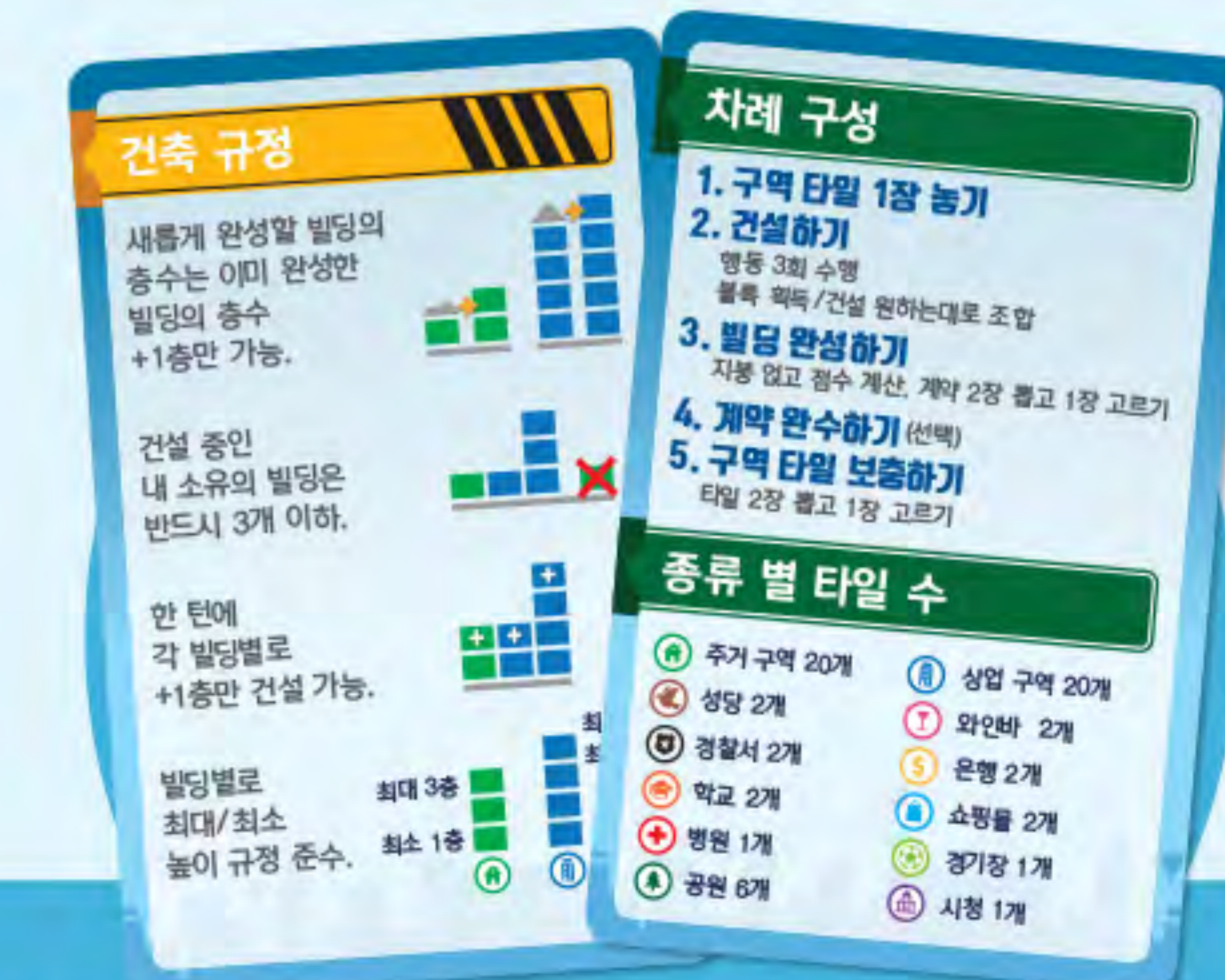 건축 규정
새롭게 완성할 빌딩의
층수는 이미 완성한
빌딩의 층수
+1층만 가능.
건설 중인
내 소유의 빌딩은
반드시 3개 이하.
한 턴에
각 빌딩별로
+1층만 건설 가능.
빌딩별로
최대/최소
높이 규정 준수.
최대 3층
최소 1층
최
최
차례 구성
1. 구역 타일 1장 놓기
2. 건설하기
행동 3회 수행
블록 획득/건설 원하는대로 조합
3. 빌딩 완성하기
지붕 얹고 점수 계산, 계약 2장 뽑고 1장 고르기
4. 계약 완수하기 (선택)
5. 구역 타일 보충하기
타일 2장 뽑고 1장 고르기
종류 별 타일 수
주거 구역 20개
성당 2개
경찰서 2개
학교 2개
병원 1개
공원 6개
상업 구역 20개
와인바 2개
은행 2개
쇼핑몰 2개
경기장 1개
시청 1개